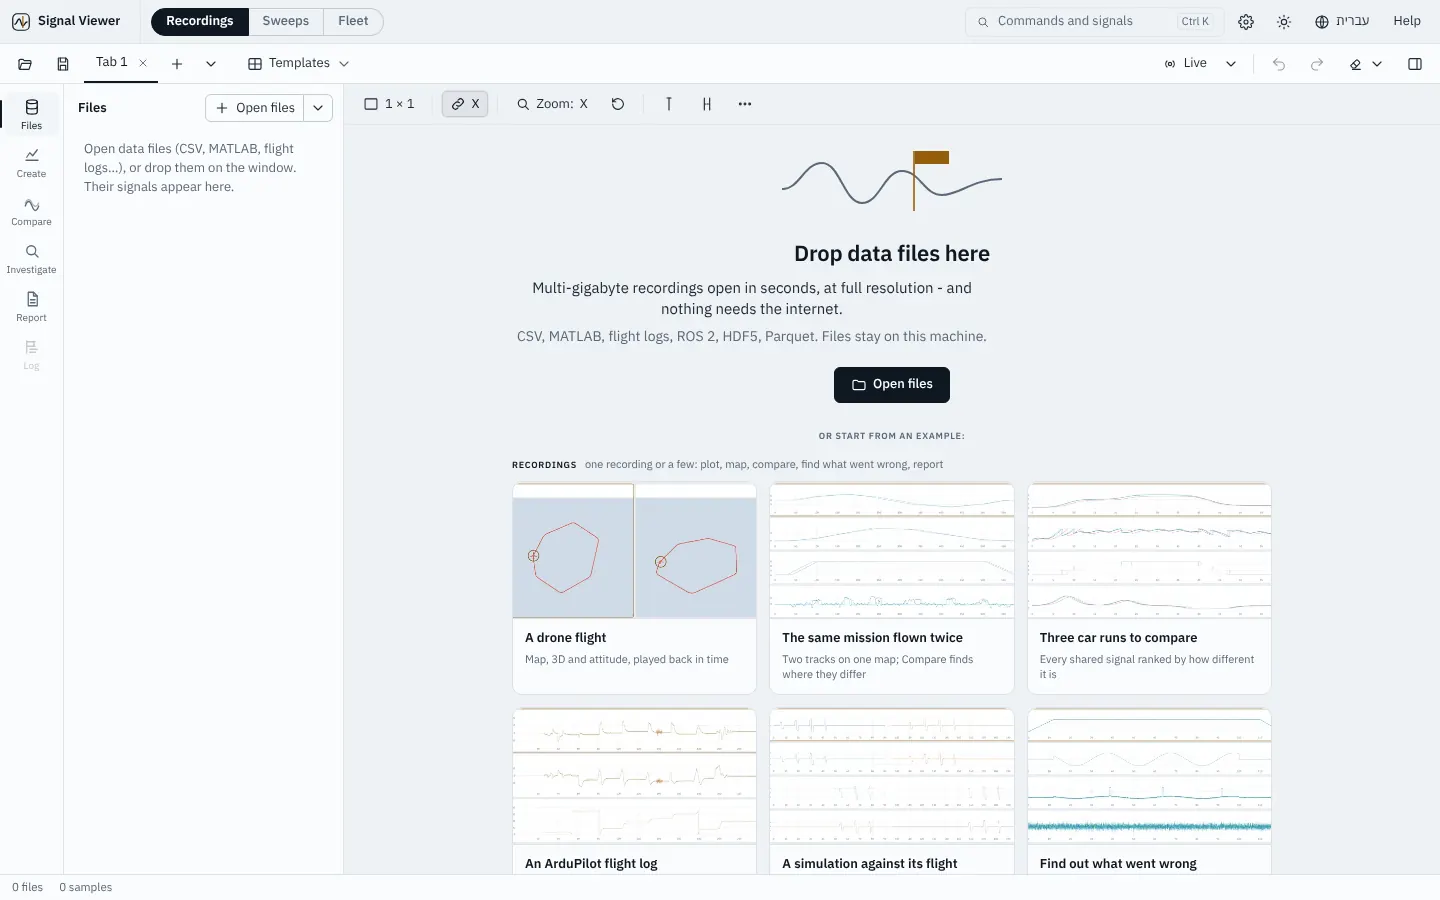 Signal Viewer
Recordings
Sweeps
Fleet
Commands and signals
Ctrl K
עברית
Help
Tab 1
Templates
Live
Files
Create
Compare
Investigate
Report
Log
Files
Open files
Open data files (CSV, MATLAB, flight
logs...), or drop them on the window.
Their signals appear here.
1 × 1
X
Zoom: X
Drop data files here
Multi-gigabyte recordings open in seconds, at full resolution - and
nothing needs the internet.
CSV, MATLAB, flight logs, ROS 2, HDF5, Parquet. Files stay on this machine.
Open files
OR START FROM AN EXAMPLE:
RECORDINGS one recording or a few: plot, map, compare, find what went wrong, report
A drone flight
Map, 3D and attitude, played back in time
The same mission flown twice
Two tracks on one map; Compare finds
where they differ
Three car runs to compare
Every shared signal ranked by how different
it is
An ArduPilot flight log
A simulation against its flight
Find out what went wrong
0 files
0 samples